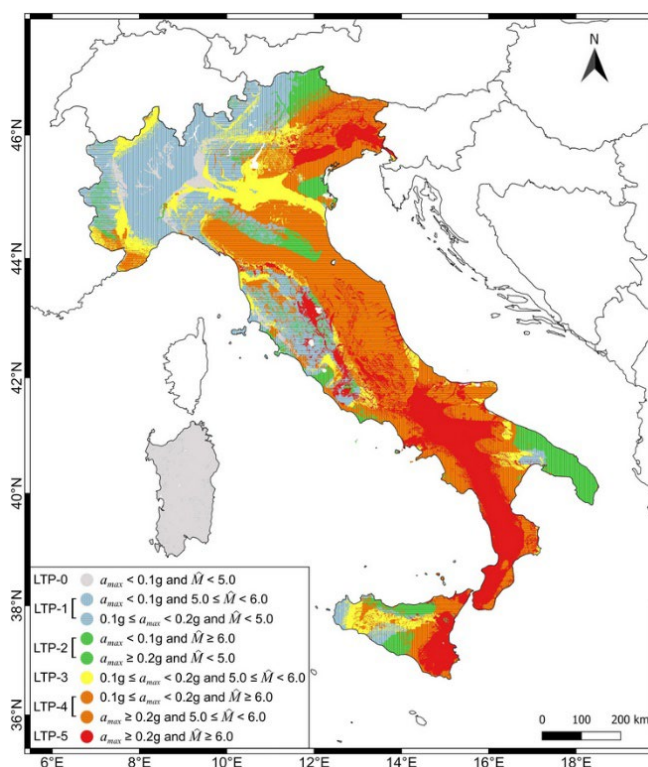 N
46°N
44°N
42°N
40°N
38°N
36°N
LTP-0 a_max < 0.1g and M̂ < 5.0
LTP-1 [ a_max < 0.1g and 5.0 ≤ M̂ < 6.0
0.1g ≤ a_max < 0.2g and M̂ < 5.0
LTP-2 [ a_max < 0.1g and M̂ ≥ 6.0
a_max ≥ 0.2g and M̂ < 5.0
LTP-3 0.1g ≤ a_max < 0.2g and 5.0 ≤ M̂ < 6.0
LTP-4 [ 0.1g ≤ a_max < 0.2g and M̂ ≥ 6.0
a_max ≥ 0.2g and 5.0 ≤ M̂ < 6.0
LTP-5 a_max ≥ 0.2g and M̂ ≥ 6.0
0 100 200 km
6°E 8°E 10°E 12°E 14°E 16°E 18°E